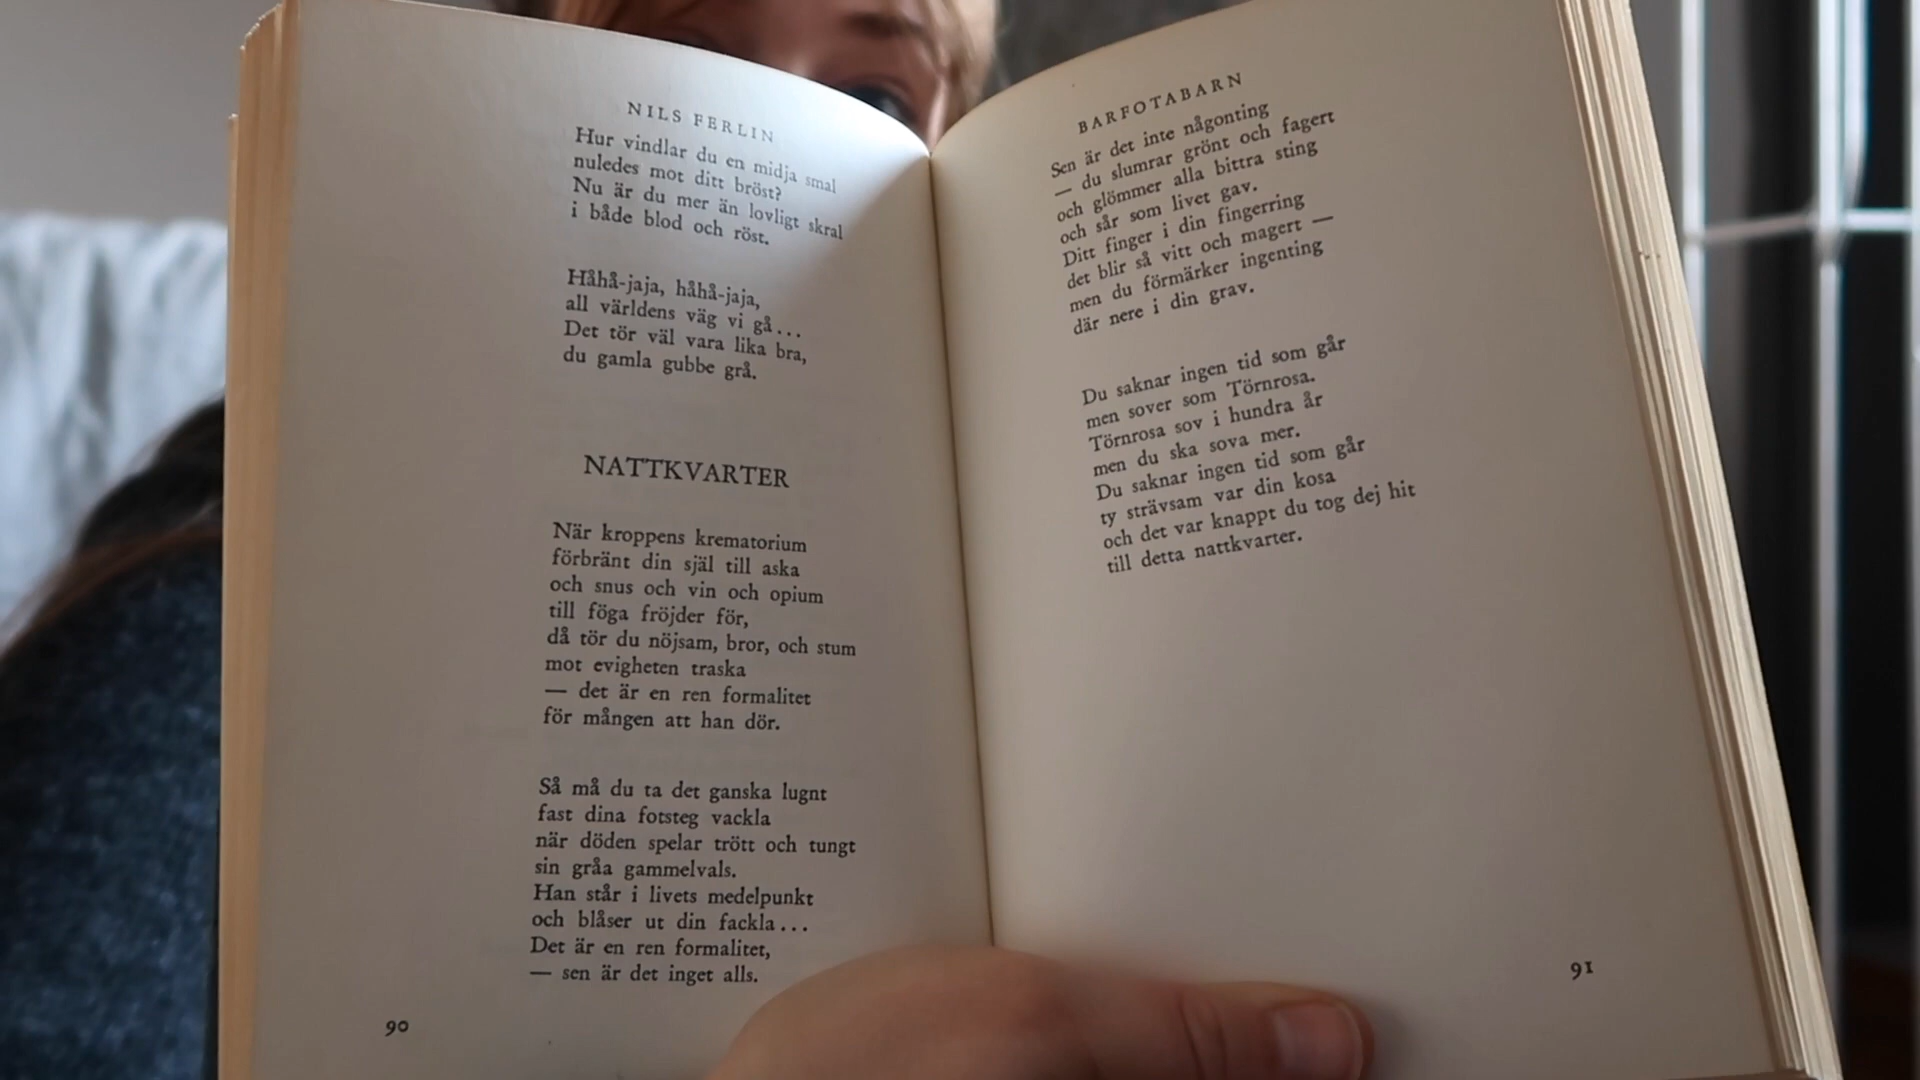 NILS FERLIN
Hur vindlar du en midja smal
nuledes mot ditt bröst?
Nu är du mer än lovligt skral
i både blod och röst.
Håhå-jaja, håhå-jaja,
all världens väg vi gå...
Det tör väl vara lika bra,
du gamla gubbe grå.
NATTKVARTER
När kroppens krematorium
förbränt din själ till aska
och snus och vin och opium
till föga fröjder för,
då tör du nöjsam, bror, och stum
mot evigheten traska
— det är en ren formalitet
för mången att han dör.
Så må du ta det ganska lugnt
fast dina fotsteg vackla
när döden spelar trött och tungt
sin gråa gammelvals.
Han står i livets medelpunkt
och blåser ut din fackla...
Det är en ren formalitet,
— sen är det inget alls.
90
BARFOTABARN
Sen är det inte någonting
— du slumrar grönt och fagert
och glömmer alla bittra sting
och sår som livet gav.
Ditt finger i din fingerring
det blir så vitt och magert —
men du förmärker ingenting
där nere i din grav.
Du saknar ingen tid som går
men sover som Törnrosa.
Törnrosa sov i hundra år
men du ska sova mer.
Du saknar ingen tid som går
ty strävsam var din kosa
och det var knappt du tog dej hit
till detta nattkvarter.
91